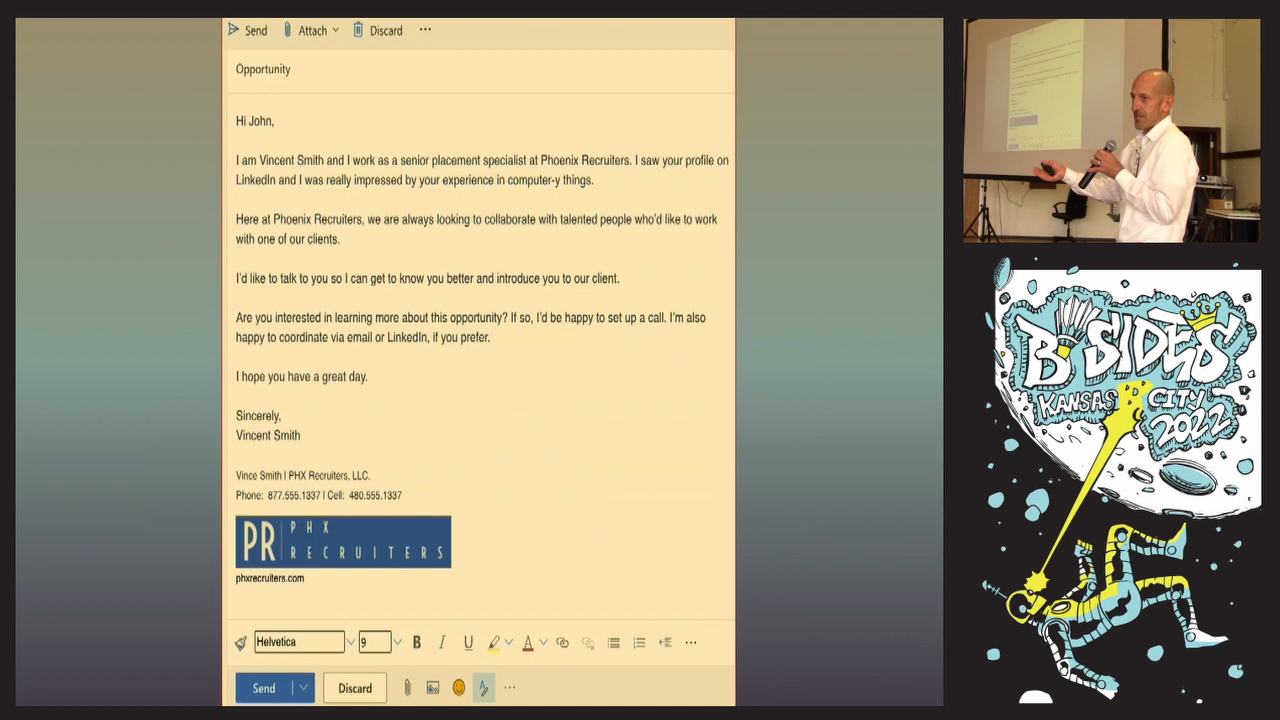 Send
Attach
Discard
Opportunity
Hi John,
I am Vincent Smith and I work as a senior placement specialist at Phoenix Recruiters. I saw your profile on
LinkedIn and I was really impressed by your experience in computer-y things.
Here at Phoenix Recruiters, we are always looking to collaborate with talented people who'd like to work
with one of our clients.
I'd like to talk to you so I can get to know you better and introduce you to our client.
Are you interested in learning more about this opportunity? If so, I'd be happy to set up a call. I'm also
happy to coordinate via email or LinkedIn, if you prefer.
I hope you have a great day.
Sincerely,
Vincent Smith
Vince Smith | PHX Recruiters, LLC.
Phone: 877.555.1337 | Cell: 480.555.1337
PR PHX
RECRUITERS
phxrecruiters.com
Helvetica
9
B I U A
Send
Discard
B SIDES
KANSAS CITY
2022